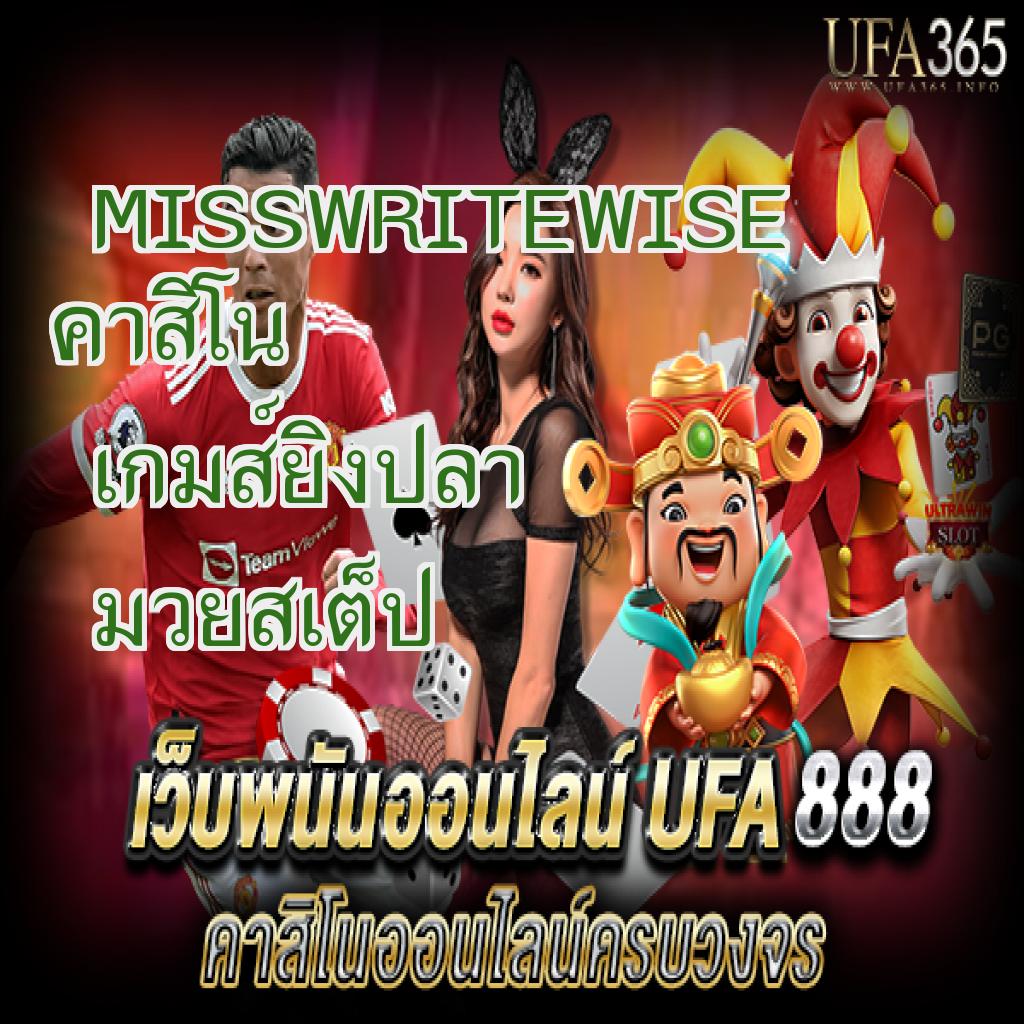 UFA365
WWW.UFA365.INFO
MISSWRITEWISE
คาสิโน
เกมส์ยิงปลา
มวยสเต็ป
TeamViewer
PG
ULTRAWIN
SLOT
เว็บพนันออนไลน์ UFA 888
คาสิโนออนไลน์ครบวงจร